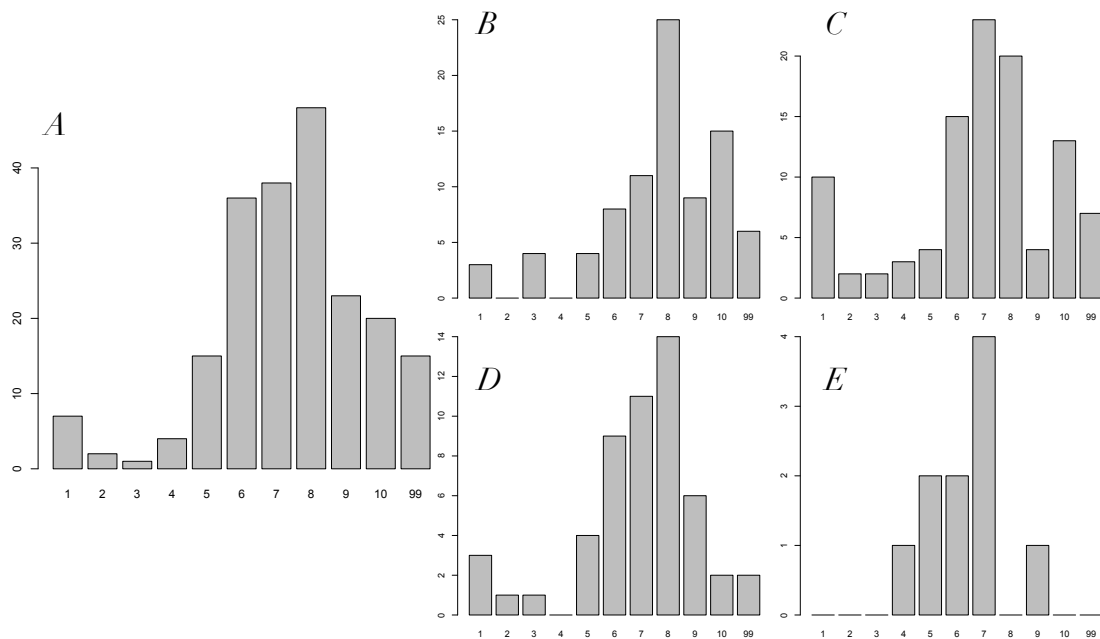 A
0 10 20 30 40
1 2 3 4 5 6 7 8 9 10 99
B
0 5 10 15 20 25
1 2 3 4 5 6 7 8 9 10 99
C
0 5 10 15 20
1 2 3 4 5 6 7 8 9 10 99
D
0 2 4 6 8 10 12 14
1 2 3 4 5 6 7 8 9 10 99
E
0 1 2 3 4
1 2 3 4 5 6 7 8 9 10 99